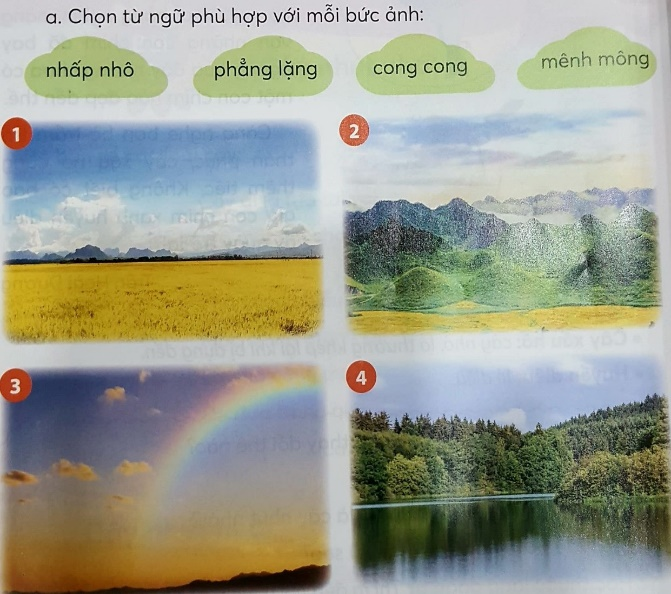 a. Chọn từ ngữ phù hợp với mỗi bức ảnh:
nhấp nhô phẳng lặng cong cong mênh mông
1 2
3 4